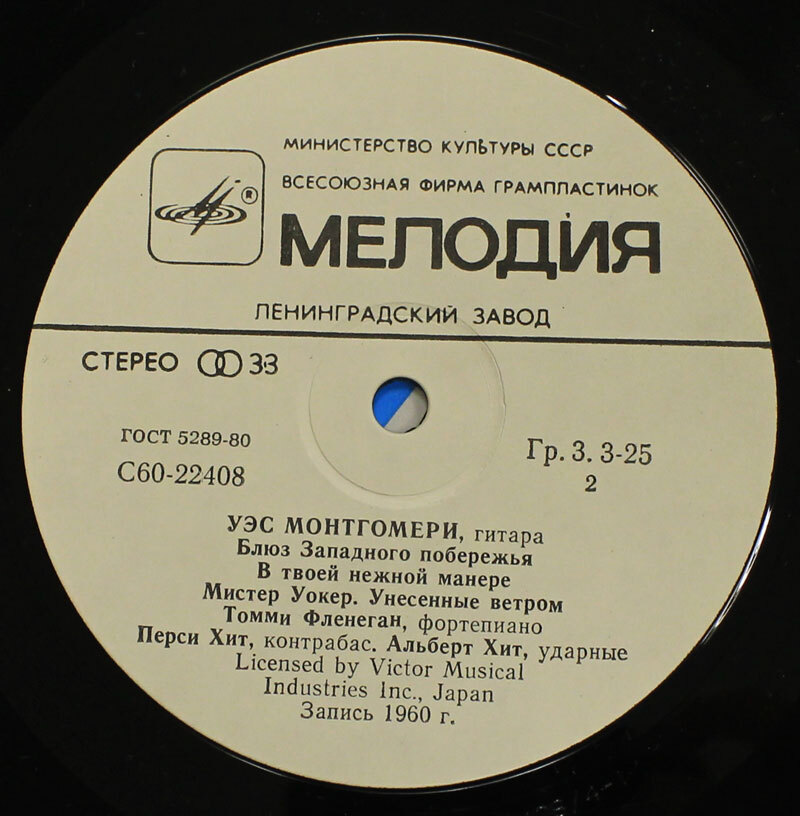 МИНИСТЕРСТВО КУЛЬТУРЫ СССР
ВСЕСОЮЗНАЯ ФИРМА ГРАМПЛАСТИНОК
®
МЕЛОДИЯ
ЛЕНИНГРАДСКИЙ ЗАВОД
СТЕРЕО 33
ГОСТ 5289-80
С60-22408
Гр. 3. 3-25
2
УЭС МОНТГОМЕРИ, гитара
Блюз Западного побережья
В твоей нежной манере
Мистер Уокер. Унесенные ветром
Томми Фленеган, фортепиано
Перси Хит, контрабас. Альберт Хит, ударные
Licensed by Victor Musical
Industries Inc., Japan
Запись 1960 г.